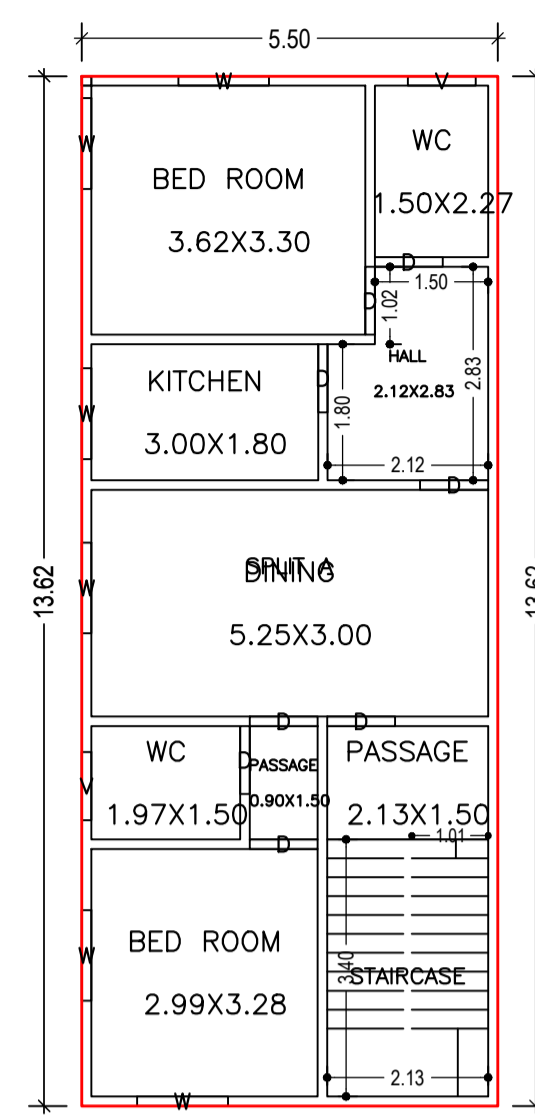 5.50
W
V
W
WC
BED ROOM
1.50X2.27
3.62X3.30
D
1.50
D
1.02
HALL
KITCHEN
D
2.12X2.83
2.83
W
1.80
3.00X1.80
2.12
D
SPLIT A
DINING
W
13.62
13.62
5.25X3.00
D
D
WC
PASSAGE
D
PASSAGE
V
0.90X1.50
1.97X1.50
2.13X1.50
1.01
D
BED ROOM
W
3.40
STAIRCASE
2.99X3.28
2.13
W